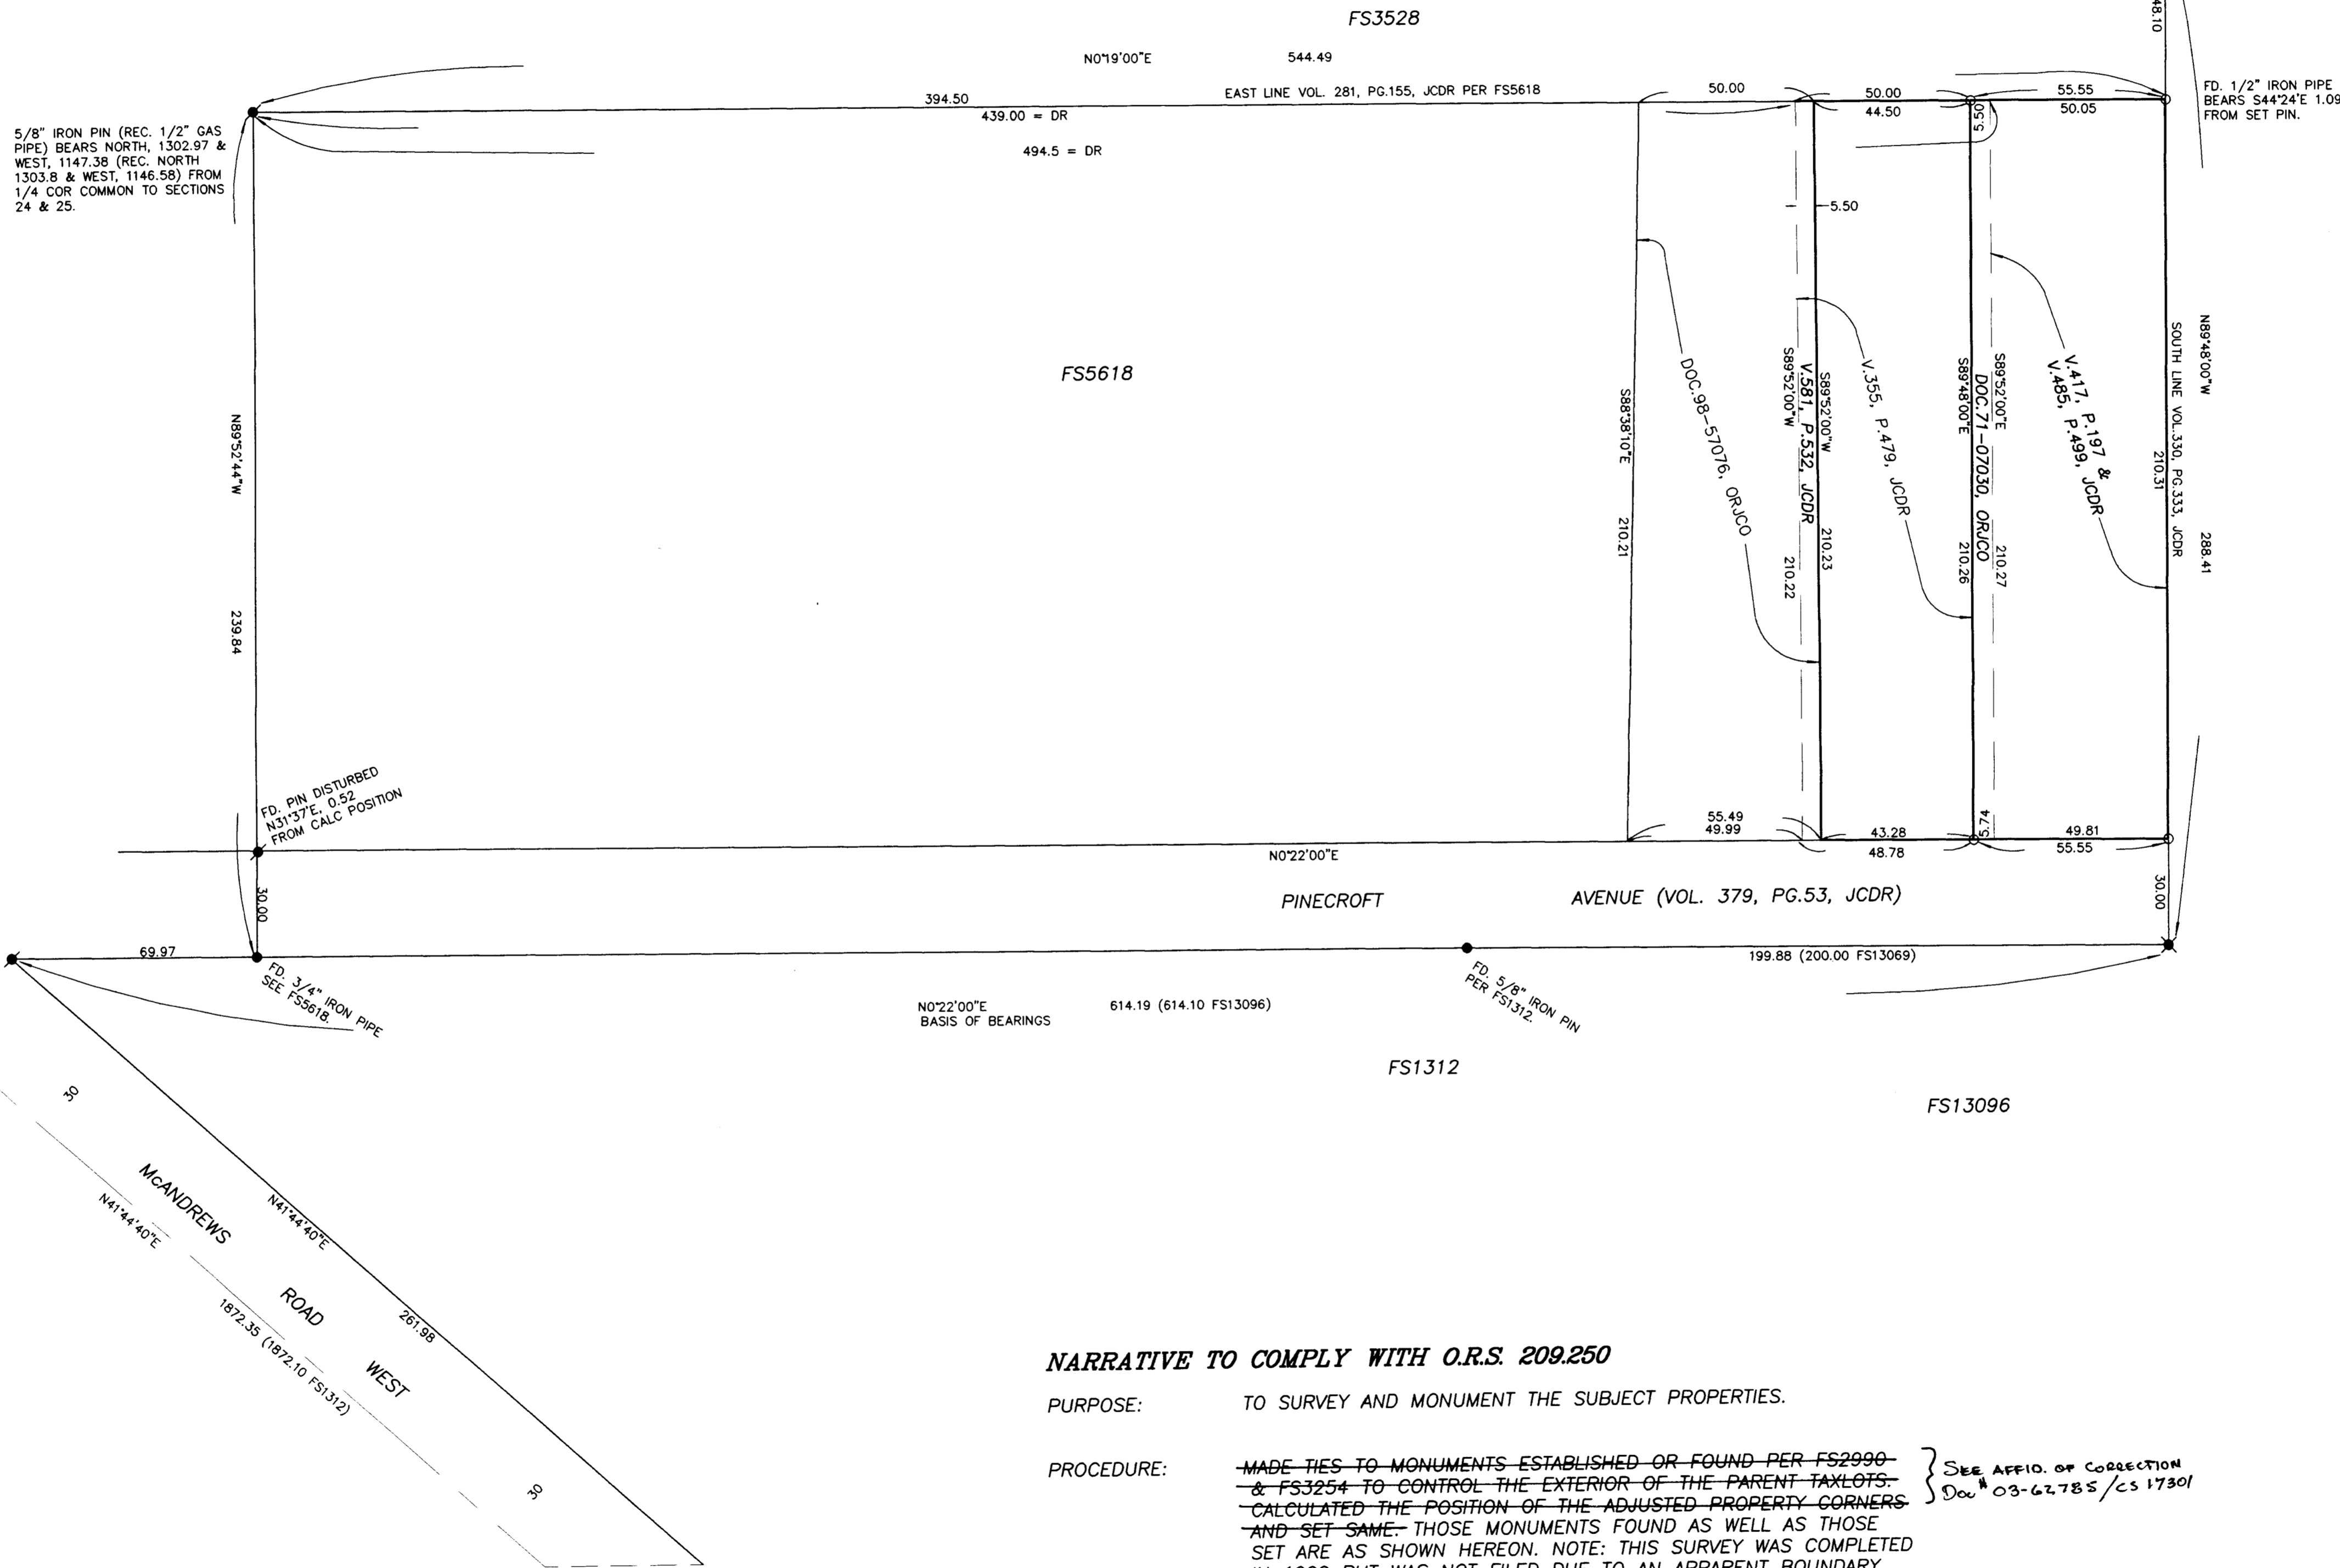 FS3528
48.10
N0°19'00"E 544.49
394.50
EAST LINE VOL. 281, PG.155, JCDR PER FS5618
50.00
50.00
55.55
439.00 = DR
44.50
50.05
494.5 = DR
5.50
FD. 1/2" IRON PIPE
BEARS S44°24'E 1.09
FROM SET PIN.
5/8" IRON PIN (REC. 1/2" GAS
PIPE) BEARS NORTH, 1302.97 &
WEST, 1147.38 (REC. NORTH
1303.8 & WEST, 1146.58) FROM
1/4 COR COMMON TO SECTIONS
24 & 25.
5.50
FS5618
N89°52'44"W 239.84
S88°38'10"E 210.21
DOC.98-57076, ORJCO
S89°52'00"W 210.22
V.581, P.532, JCDR
S89°52'00"W 210.23
V.355, P.479, JCDR
S89°48'00"E 210.26
DOC.71-07030, ORJCO
S89°52'00"E 210.27
V.417, P.197 &
V.485, P.499, JCDR
210.31
SOUTH LINE VOL.330, PG.333, JCDR
N89°48'00"W 288.41
FD. PIN DISTURBED
N31°37'E, 0.52
FROM CALC POSITION
55.49
49.99
43.28
48.78
5.74
49.81
55.55
N0°22'00"E
30.00
30.00
PINECROFT AVENUE (VOL. 379, PG.53, JCDR)
69.97
199.88 (200.00 FS13069)
FD. 3/4" IRON PIPE
SEE FS5618.
FD. 5/8" IRON PIN
PER FS1312.
N0°22'00"E 614.19 (614.10 FS13096)
BASIS OF BEARINGS
FS1312
FS13096
30
McANDREWS ROAD WEST
N41°44'40"E
N41°44'40"E
261.98
1872.35 (1872.10 FS1312)
30
NARRATIVE TO COMPLY WITH O.R.S. 209.250
PURPOSE: TO SURVEY AND MONUMENT THE SUBJECT PROPERTIES.
PROCEDURE: MADE TIES TO MONUMENTS ESTABLISHED OR FOUND PER FS2990
& FS3254 TO CONTROL THE EXTERIOR OF THE PARENT TAXLOTS.
CALCULATED THE POSITION OF THE ADJUSTED PROPERTY CORNERS
AND SET SAME. THOSE MONUMENTS FOUND AS WELL AS THOSE
SET ARE AS SHOWN HEREON. NOTE: THIS SURVEY WAS COMPLETED
BUT WAS NOT FILED DUE TO AN APPARENT BOUNDARY
SEE AFFID. OF CORRECTION
Doc # 03-62785/CS 17301